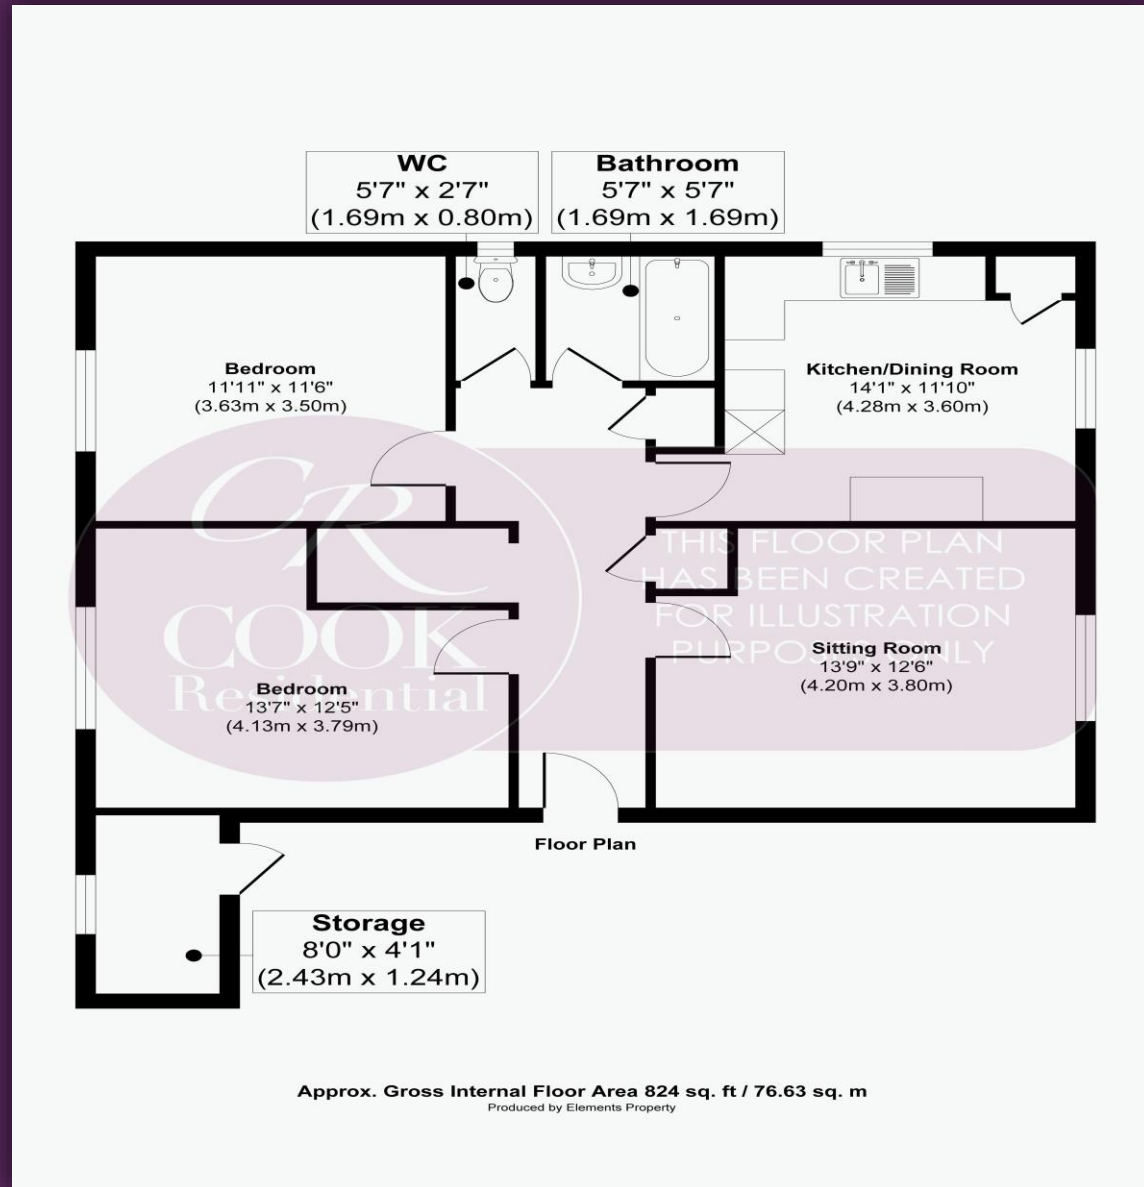 WC
5'7" x 2'7"
(1.69m x 0.80m)
Bathroom
5'7" x 5'7"
(1.69m x 1.69m)
Bedroom
11'11" x 11'6"
(3.63m x 3.50m)
Kitchen/Dining Room
14'1" x 11'10"
(4.28m x 3.60m)
CR
COOK
Residential
THIS FLOOR PLAN
HAS BEEN CREATED
FOR ILLUSTRATION
PURPOSES ONLY
Sitting Room
13'9" x 12'6"
(4.20m x 3.80m)
Bedroom
13'7" x 12'5"
(4.13m x 3.79m)
Floor Plan
Storage
8'0" x 4'1"
(2.43m x 1.24m)
Approx. Gross Internal Floor Area 824 sq. ft / 76.63 sq. m
Produced by Elements Property